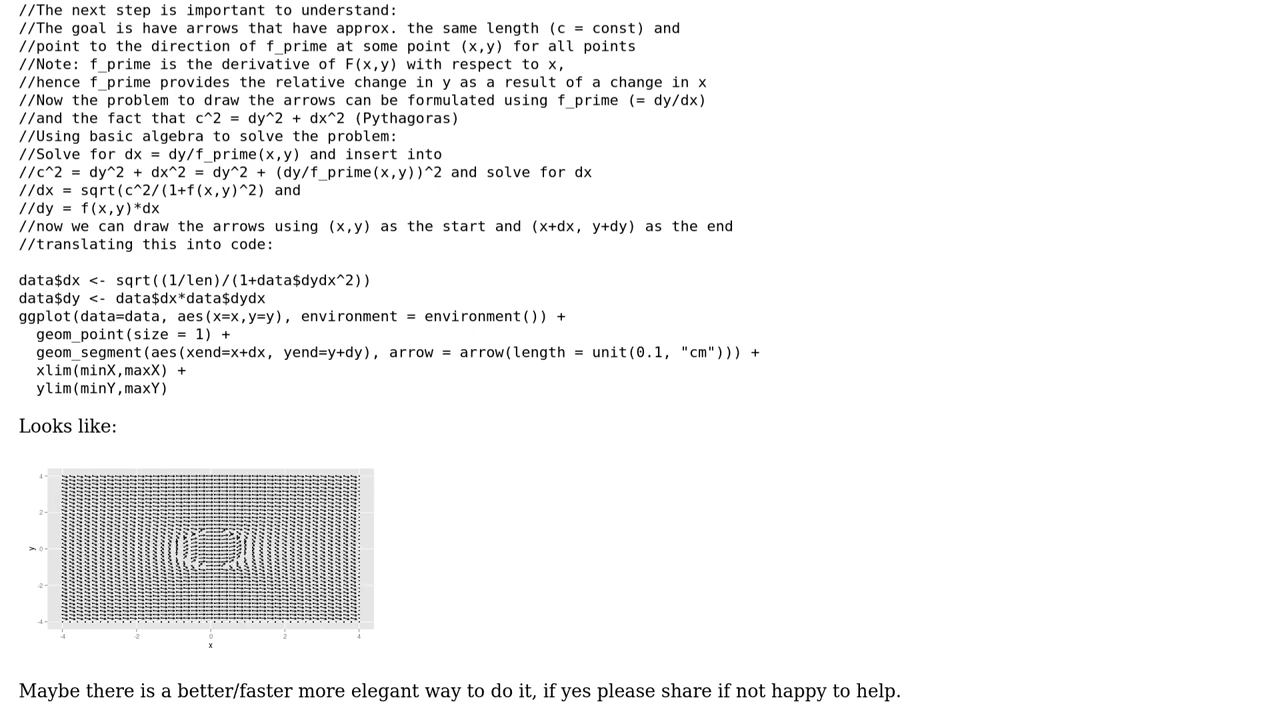 //The next step is important to understand:
//The goal is have arrows that have approx. the same length (c = const) and
//point to the direction of f_prime at some point (x,y) for all points
//Note: f_prime is the derivative of F(x,y) with respect to x,
//hence f_prime provides the relative change in y as a result of a change in x
//Now the problem to draw the arrows can be formulated using f_prime (= dy/dx)
//and the fact that c^2 = dy^2 + dx^2 (Pythagoras)
//Using basic algebra to solve the problem:
//Solve for dx = dy/f_prime(x,y) and insert into
//c^2 = dy^2 + dx^2 = dy^2 + (dy/f_prime(x,y))^2 and solve for dx
//dx = sqrt(c^2/(1+f(x,y)^2) and
//dy = f(x,y)*dx
//now we can draw the arrows using (x,y) as the start and (x+dx, y+dy) as the end
//translating this into code:
data$dx <- sqrt((1/len)/(1+data$dydx^2))
data$dy <- data$dx*data$dydx
ggplot(data=data, aes(x=x,y=y), environment = environment()) +
  geom_point(size = 1) +
  geom_segment(aes(xend=x+dx, yend=y+dy), arrow = arrow(length = unit(0.1, "cm"))) +
  xlim(minX,maxX) +
  ylim(minY,maxY)
Looks like:
4
2
y 0
-2
-4
-4 -2 0 2 4
x
Maybe there is a better/faster more elegant way to do it, if yes please share if not happy to help.